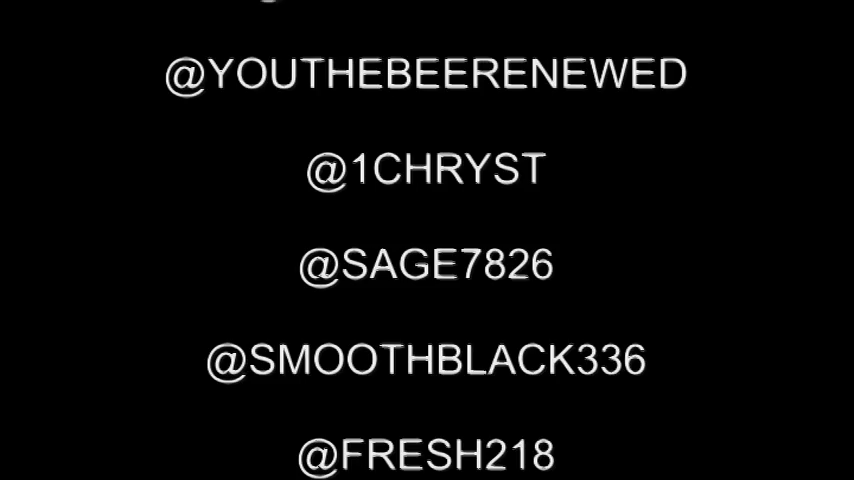 @YOUTHEBEERENEWED
@1CHRYST
@SAGE7826
@SMOOTHBLACK336
@FRESH218